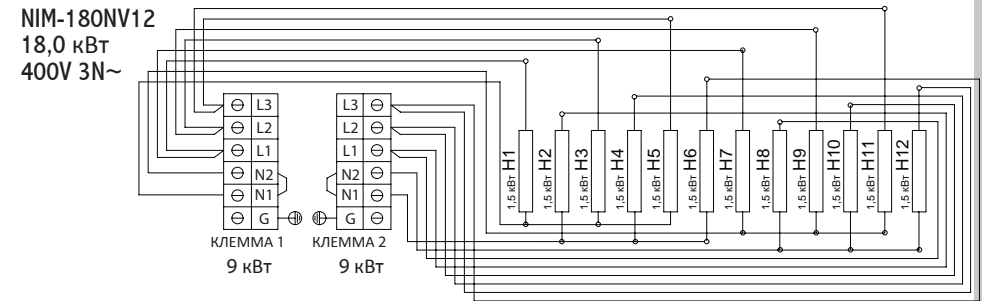 NIM-180NV12
18,0 кВт
400V 3N~
L3
L2
L1
N2
N1
G
КЛЕММА 1
9 кВт
L3
L2
L1
N2
N1
G
КЛЕММА 2
9 кВт
1,5 кВт H1
1,5 кВт H2
1,5 кВт H3
1,5 кВт H4
1,5 кВт H5
1,5 кВт H6
1,5 кВт H7
1,5 кВт H8
1,5 кВт H9
1,5 кВт H10
1,5 кВт H11
1,5 кВт H12